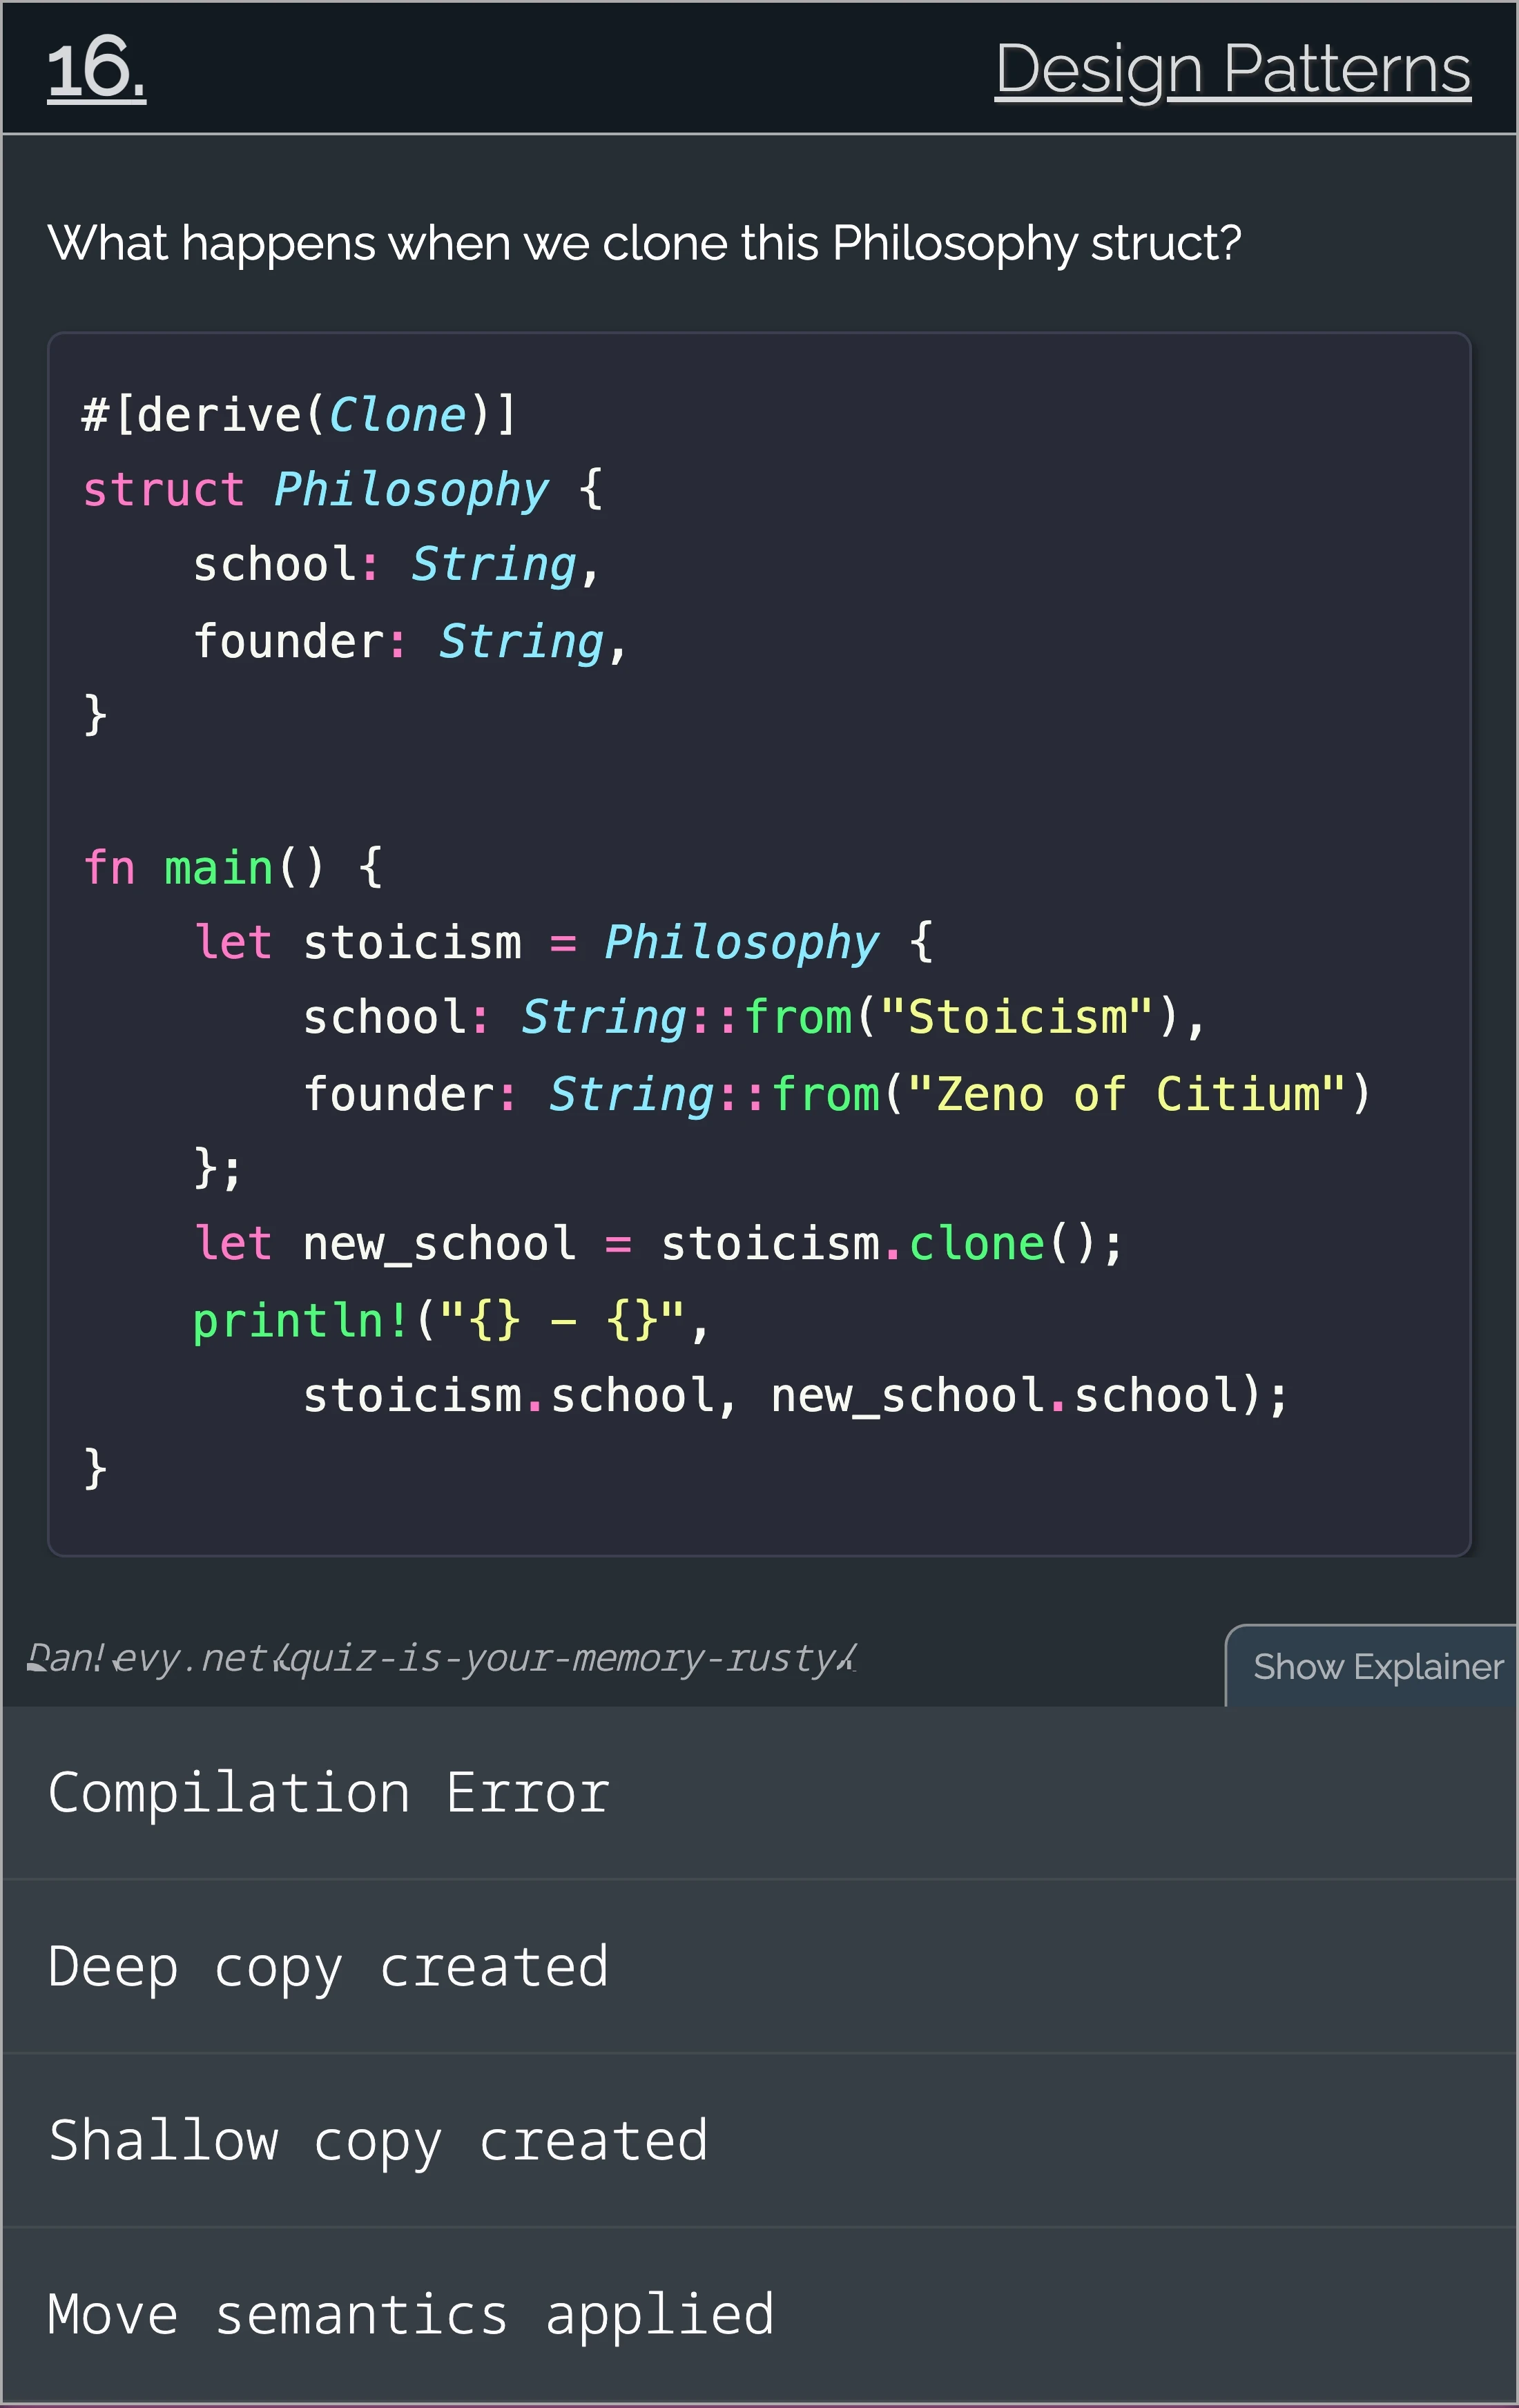 16.
Design Patterns
What happens when we clone this Philosophy struct?
#[derive(Clone)]
struct Philosophy {
    school: String,
    founder: String,
}
fn main() {
    let stoicism = Philosophy {
        school: String::from("Stoicism"),
        founder: String::from("Zeno of Citium")
    };
    let new_school = stoicism.clone();
    println!("{} – {}",
        stoicism.school, new_school.school);
}
DanLevy.net/quiz-is-your-memory-rusty/
Show Explainer
Compilation Error
Deep copy created
Shallow copy created
Move semantics applied